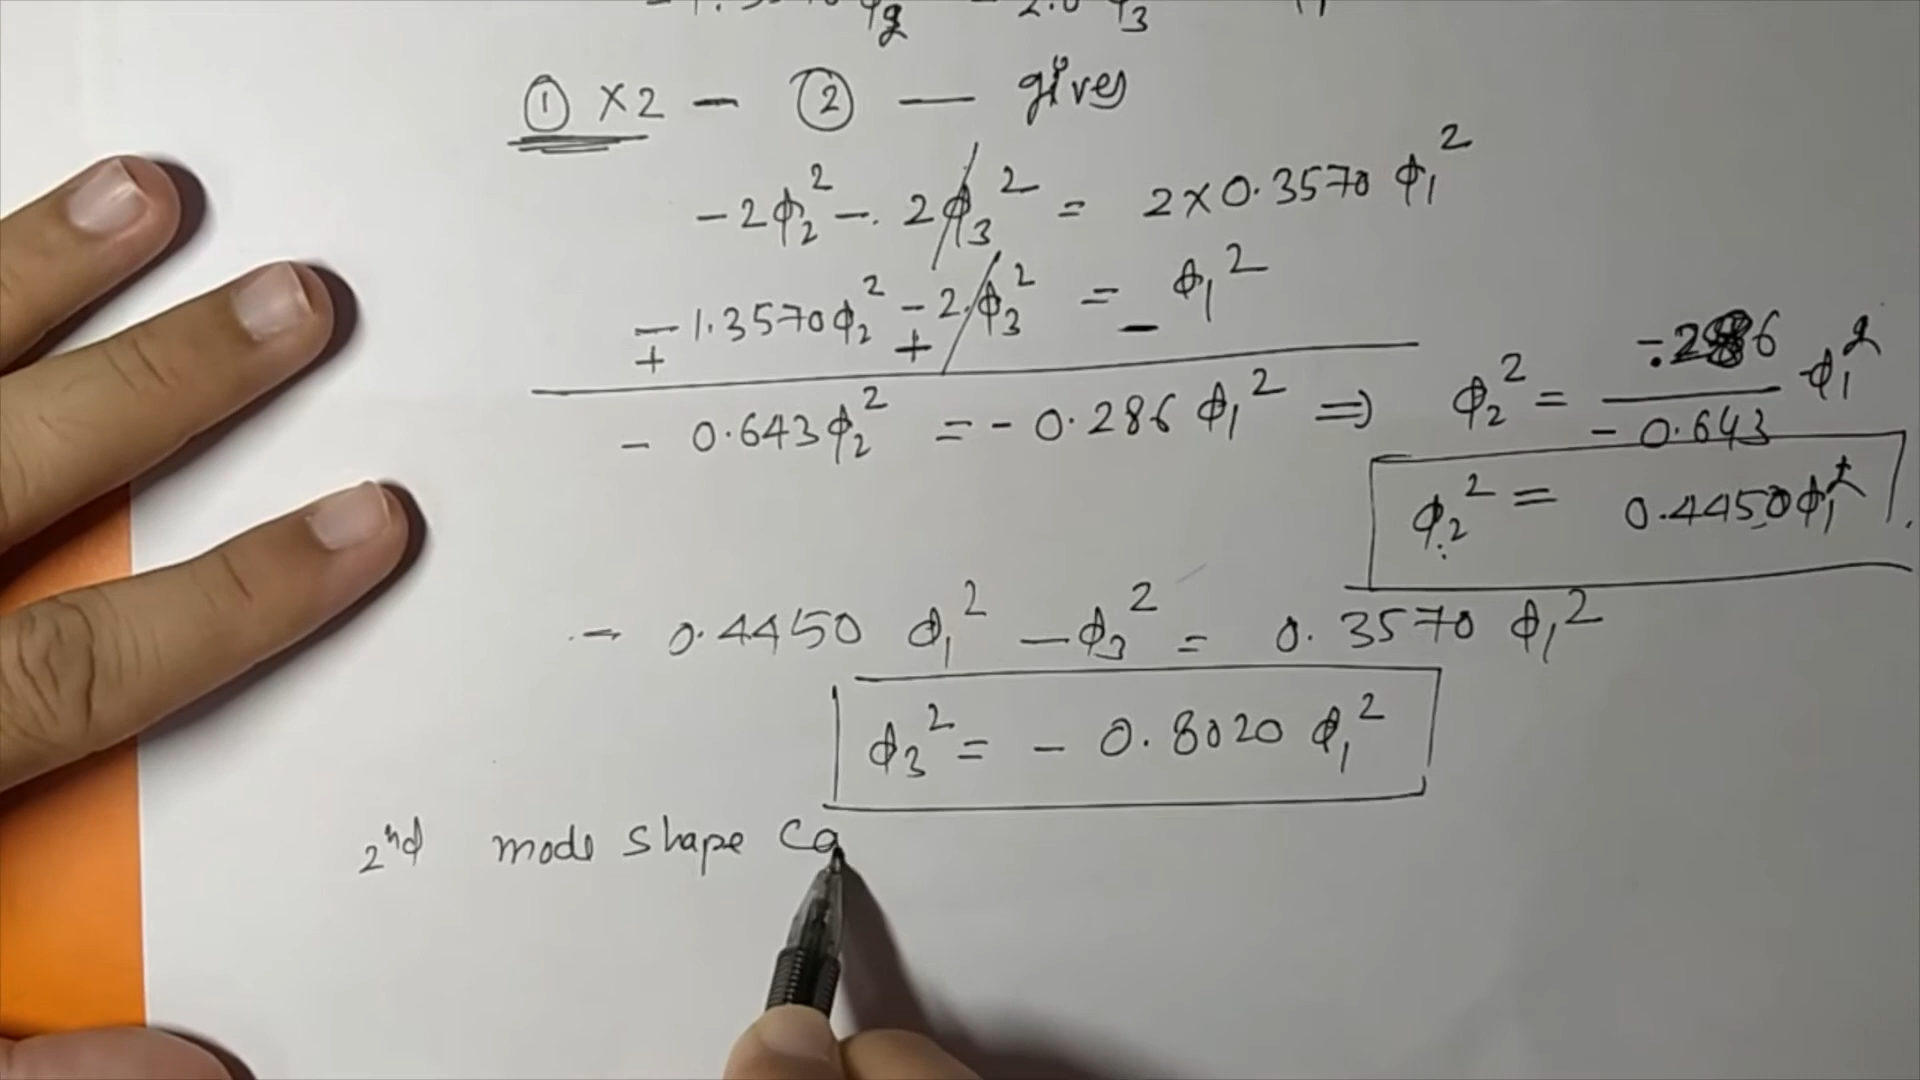 ① ×2 — ② — gives
-2ϕ₂² -. 2ϕ₃² = 2×0.3570 ϕ₁²
-1.3570ϕ₂² - 2.ϕ₃² = ϕ₁²
+ + -
- 0.643ϕ₂² = - 0.286 ϕ₁² ⇒ ϕ₂² = -.286 / -0.643 ϕ₁²
ϕ₂² = 0.4450ϕ₁²
- 0.4450 ϕ₁² - ϕ₃² = 0.3570 ϕ₁²
ϕ₃² = - 0.8020 ϕ₁²
2nd mode shape Ca